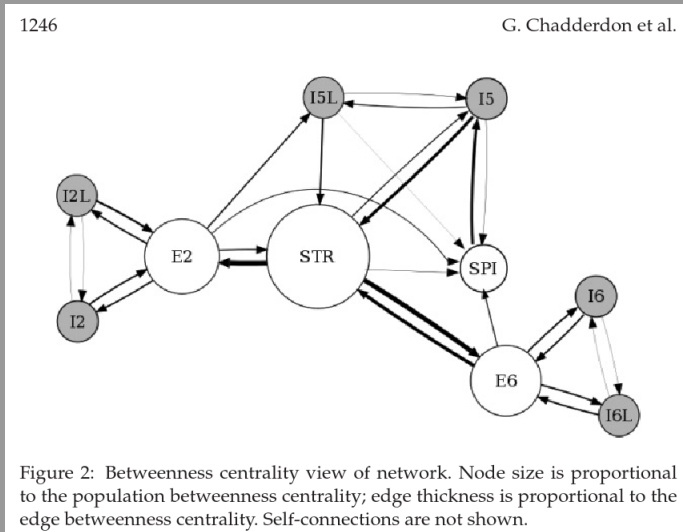 1246
G. Chadderdon et al.
I5L
I5
I2L
E2
STR
SPI
I2
I6
E6
I6L
Figure 2: Betweenness centrality view of network. Node size is proportional
to the population betweenness centrality; edge thickness is proportional to the
edge betweenness centrality. Self-connections are not shown.